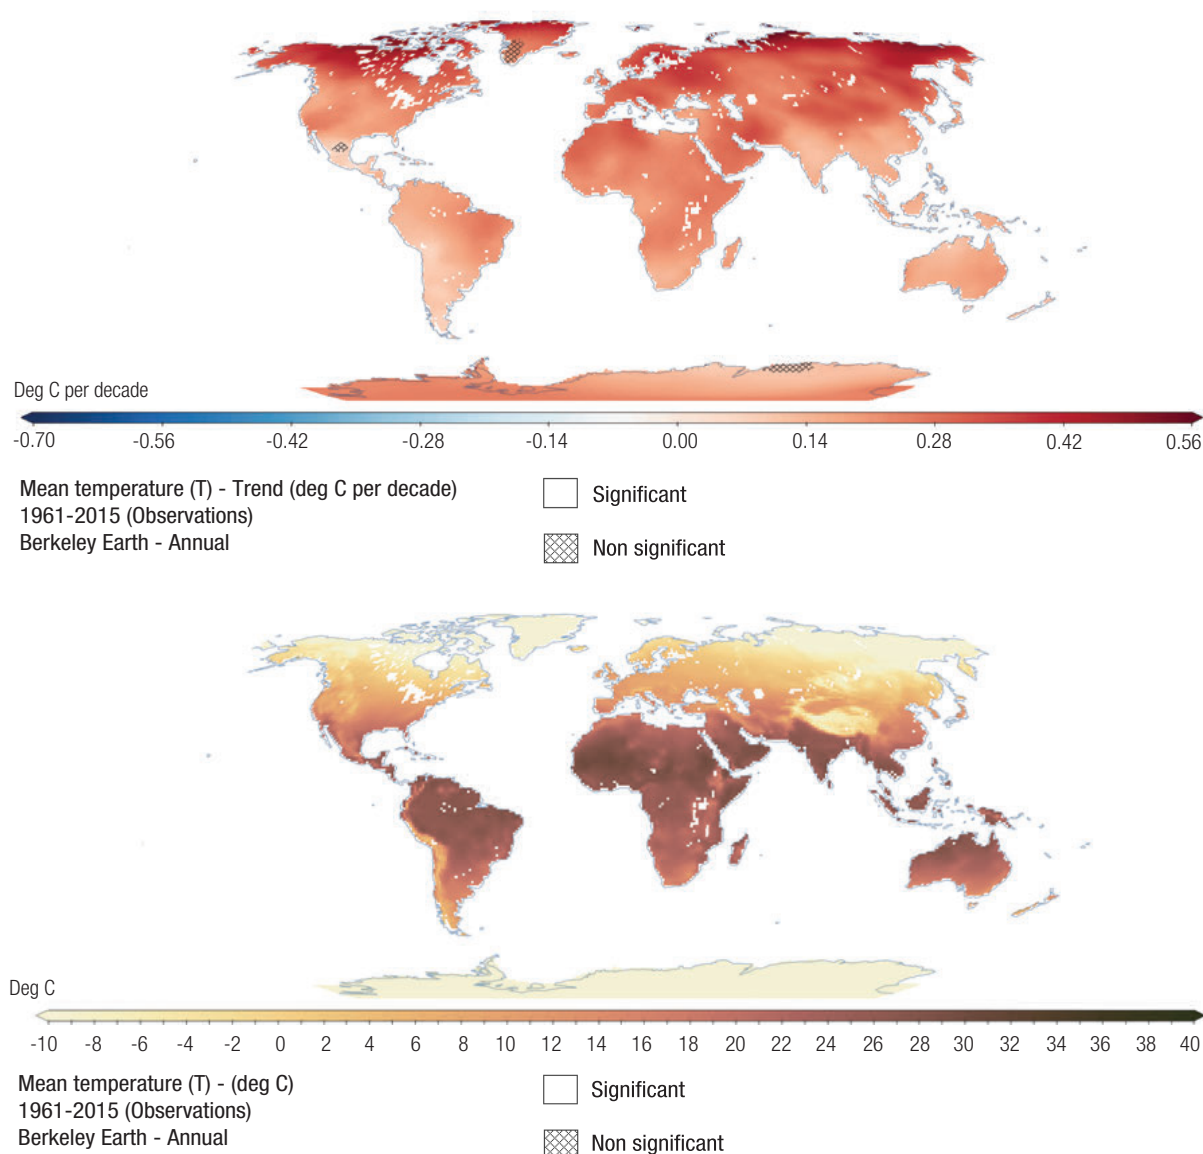 Deg C per decade
-0.70 -0.56 -0.42 -0.28 -0.14 0.00 0.14 0.28 0.42 0.56
Mean temperature (T) - Trend (deg C per decade)
1961-2015 (Observations)
Berkeley Earth - Annual
Significant
Non significant
Deg C
-10 -8 -6 -4 -2 0 2 4 6 8 10 12 14 16 18 20 22 24 26 28 30 32 34 36 38 40
Mean temperature (T) - (deg C)
1961-2015 (Observations)
Berkeley Earth - Annual
Significant
Non significant